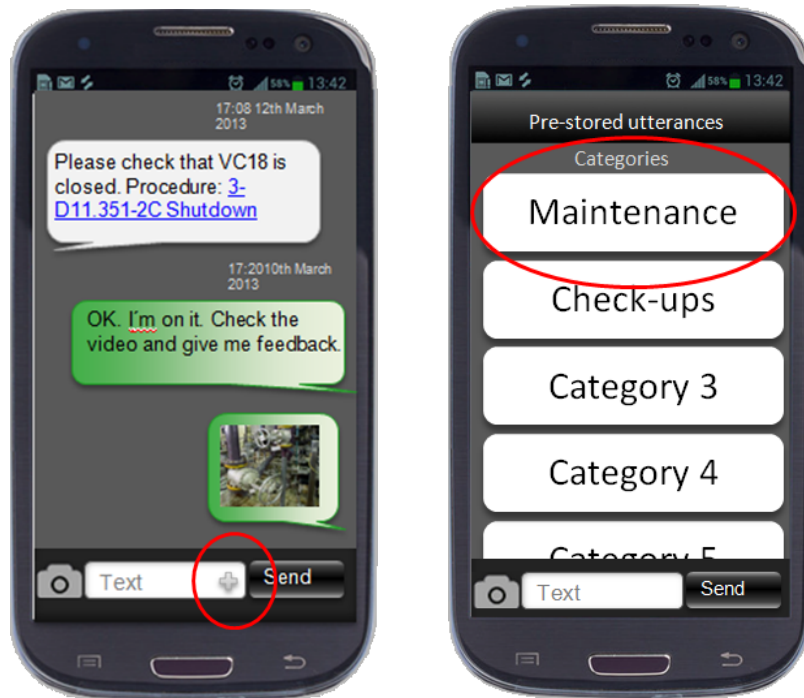 58% 13:42
17:08 12th March
2013
Please check that VC18 is
closed. Procedure: 3-
D11.351-2C Shutdown
17:2010th March
2013
OK. I´m on it. Check the
video and give me feedback.
Text
Send
58% 13:42
Pre-stored utterances
Categories
Maintenance
Check-ups
Category 3
Category 4
Category 5
Text
Send